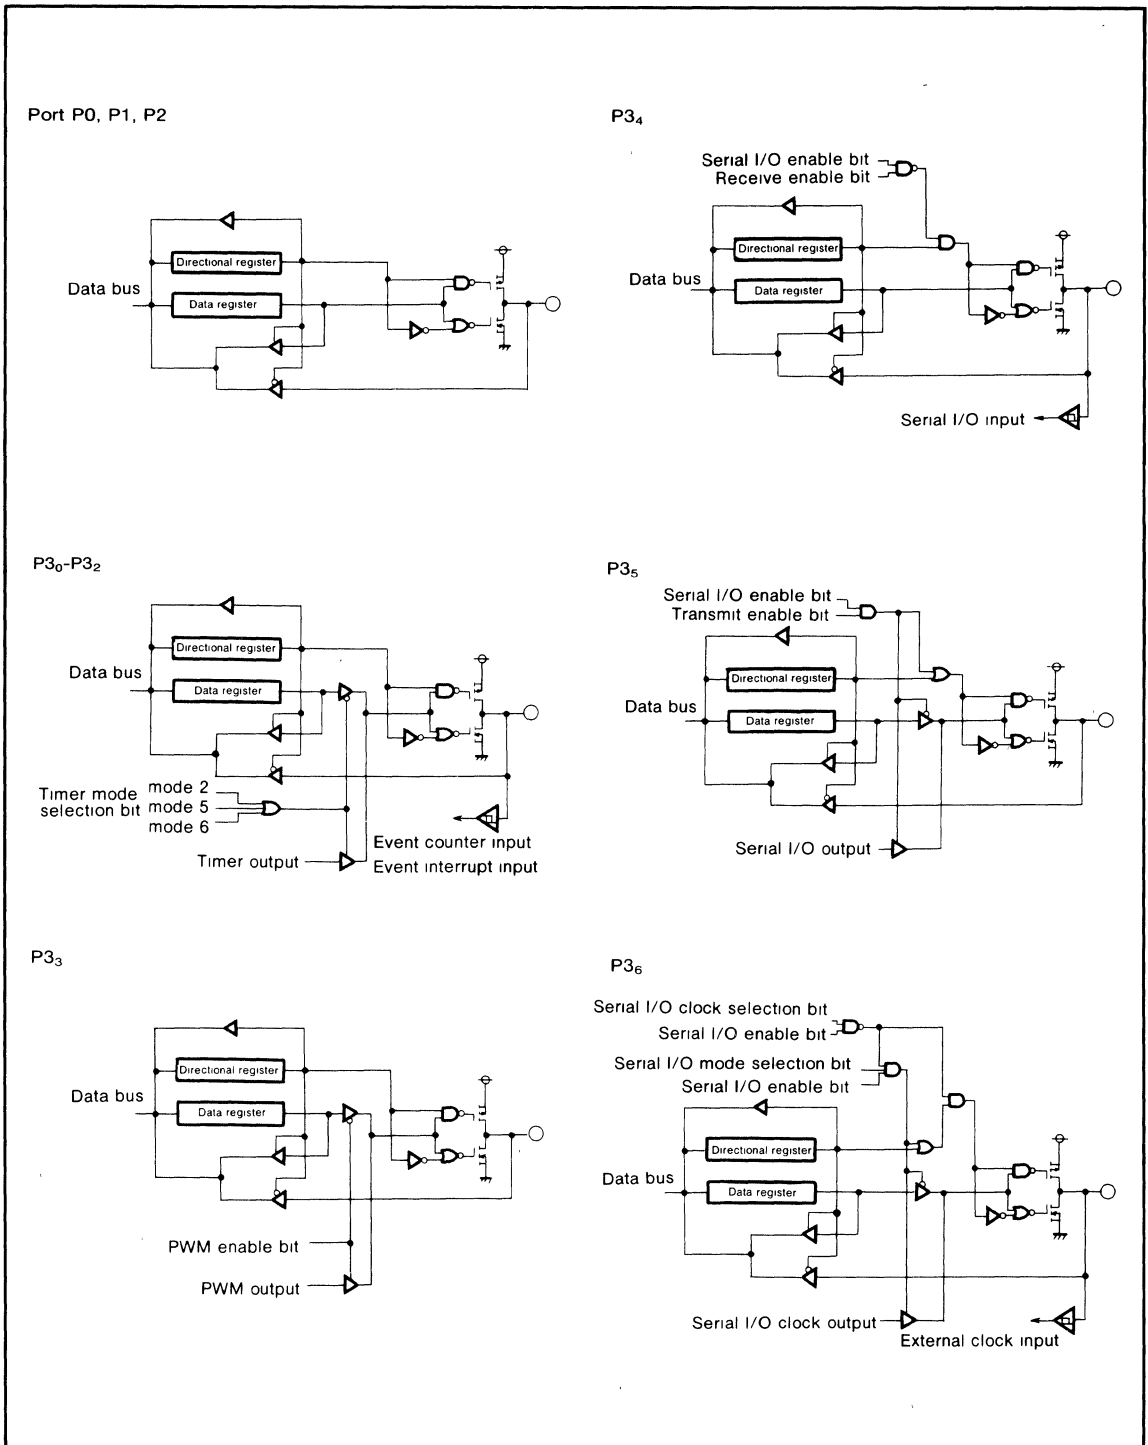 Port P0, P1, P2
Directional register
Data bus
Data register
P3₄
Serial I/O enable bit
Receive enable bit
Directional register
Data bus
Data register
Serial I/O input
P3₀-P3₂
Directional register
Data bus
Data register
Timer mode
selection bit
mode 2
mode 5
mode 6
Timer output
Event counter input
Event interrupt input
P3₅
Serial I/O enable bit
Transmit enable bit
Directional register
Data bus
Data register
Serial I/O output
P3₃
Directional register
Data bus
Data register
PWM enable bit
PWM output
P3₆
Serial I/O clock selection bit
Serial I/O enable bit
Serial I/O mode selection bit
Serial I/O enable bit
Directional register
Data bus
Data register
Serial I/O clock output
External clock input